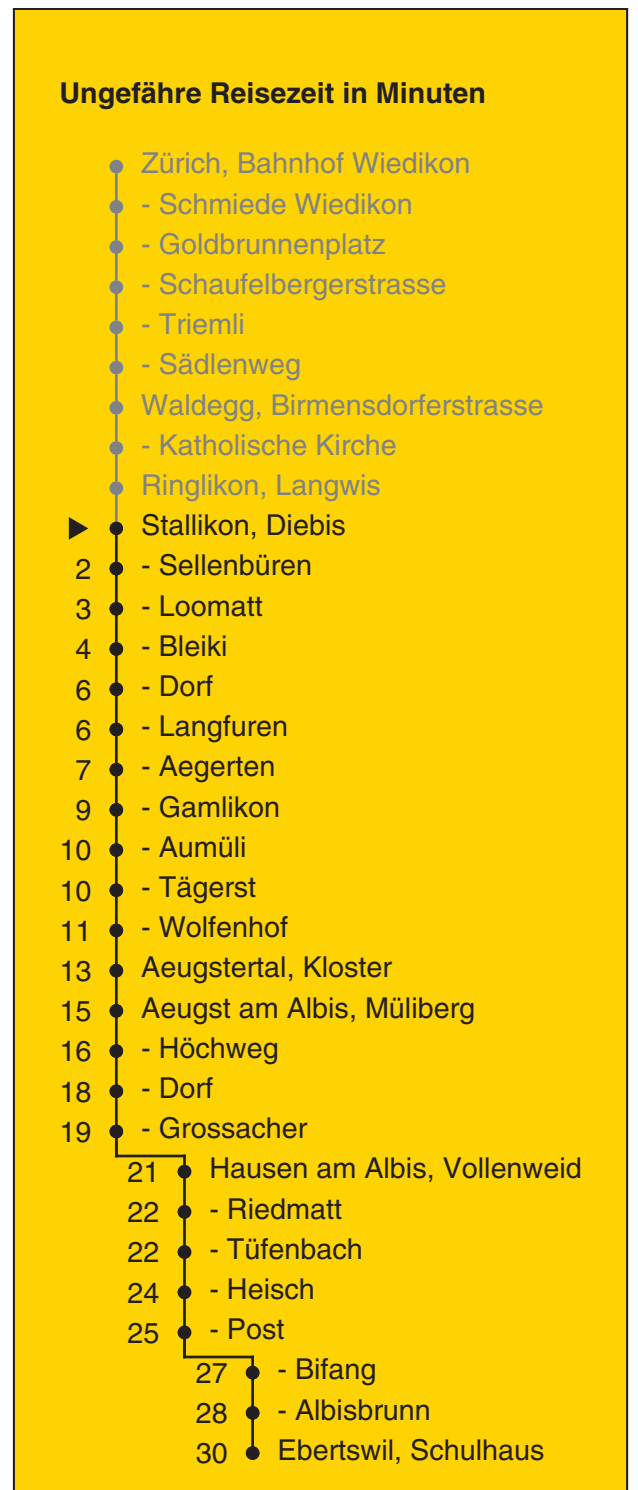 Ungefähre Reisezeit in Minuten
Zürich, Bahnhof Wiedikon
- Schmiede Wiedikon
- Goldbrunnenplatz
- Schaufelbergerstrasse
- Triemli
- Sädlenweg
Waldegg, Birmensdorferstrasse
- Katholische Kirche
Ringlikon, Langwis
Stallikon, Diebis
2 - Sellenbüren
3 - Loomatt
4 - Bleiki
6 - Dorf
6 - Langfuren
7 - Aegerten
9 - Gamlikon
10 - Aumüli
10 - Tägerst
11 - Wolfenhof
13 Aeugstertal, Kloster
15 Aeugst am Albis, Müliberg
16 - Höchweg
18 - Dorf
19 - Grossacher
21 Hausen am Albis, Vollenweid
22 - Riedmatt
22 - Tüfenbach
24 - Heisch
25 - Post
27 - Bifang
28 - Albisbrunn
30 Ebertswil, Schulhaus